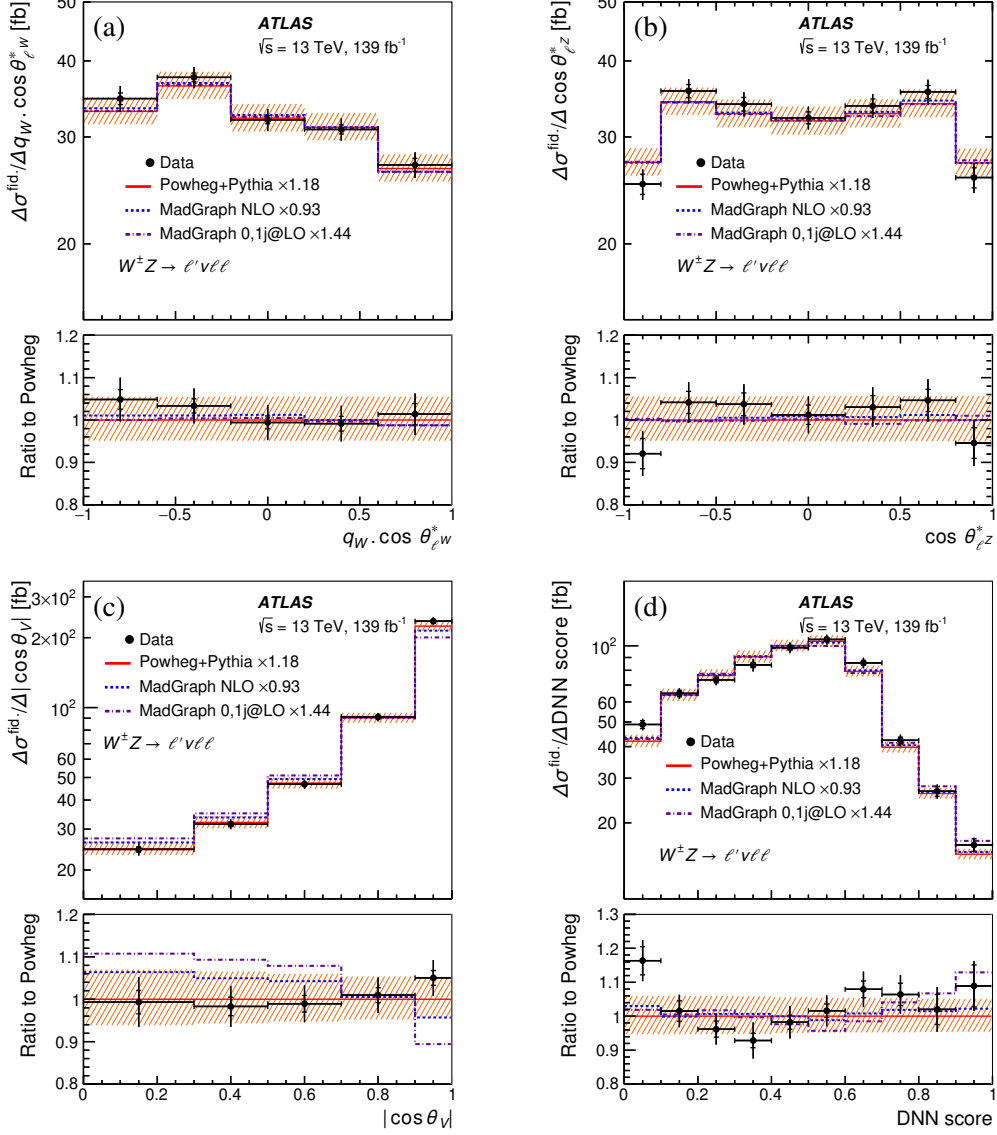 (a)
ATLAS
√s = 13 TeV, 139 fb⁻¹
Δσ^fid. /Δq_W . cos θ*_ℓW [fb]
50
40
30
20
Data
Powheg+Pythia ×1.18
MadGraph NLO ×0.93
MadGraph 0,1j@LO ×1.44
W±Z → ℓ'νℓℓ
Ratio to Powheg
1.2
1.1
1
0.9
0.8
−1 −0.5 0 0.5 1
q_W . cos θ*_ℓW
(b)
ATLAS
√s = 13 TeV, 139 fb⁻¹
Δσ^fid. /Δ cos θ*_ℓZ [fb]
50
40
30
20
Data
Powheg+Pythia ×1.18
MadGraph NLO ×0.93
MadGraph 0,1j@LO ×1.44
W±Z → ℓ'νℓℓ
Ratio to Powheg
1.2
1.1
1
0.9
0.8
−1 −0.5 0 0.5 1
cos θ*_ℓZ
(c)
ATLAS
√s = 13 TeV, 139 fb⁻¹
Δσ^fid. /Δ| cos θ_V| [fb]
3×10²
2×10²
10²
60
50
40
30
20
Data
Powheg+Pythia ×1.18
MadGraph NLO ×0.93
MadGraph 0,1j@LO ×1.44
W±Z → ℓ'νℓℓ
Ratio to Powheg
1.2
1.1
1
0.9
0.8
0 0.2 0.4 0.6 0.8 1
|cos θ_V|
(d)
ATLAS
√s = 13 TeV, 139 fb⁻¹
Δσ^fid. /ΔDNN score [fb]
10²
60
50
40
30
20
Data
Powheg+Pythia ×1.18
MadGraph NLO ×0.93
MadGraph 0,1j@LO ×1.44
W±Z → ℓ'νℓℓ
Ratio to Powheg
1.3
1.2
1.1
1
0.9
0.8
0 0.2 0.4 0.6 0.8 1
DNN score